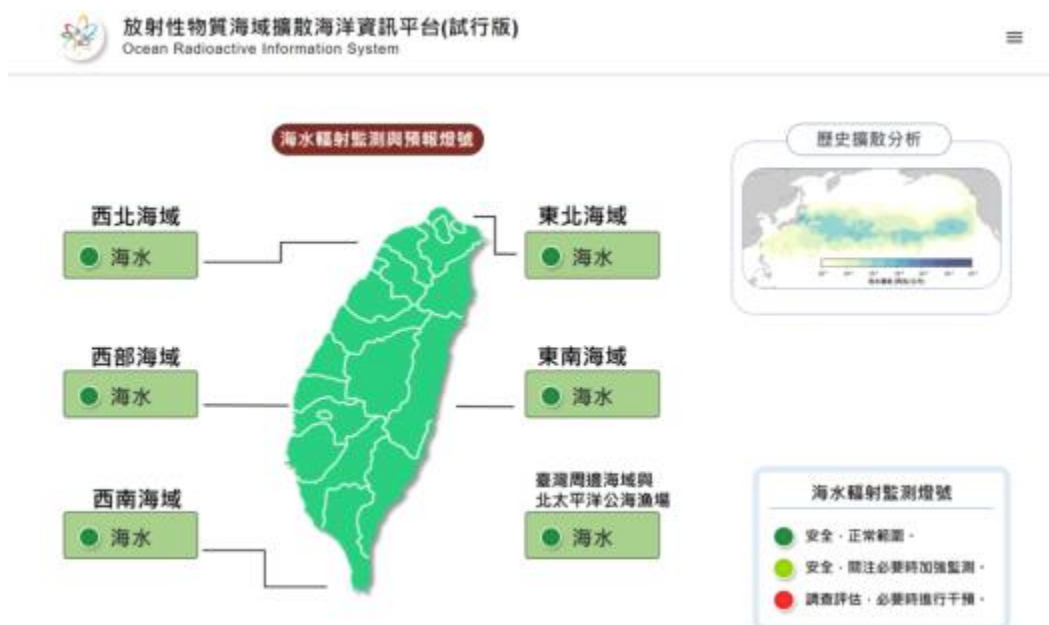 放射性物質海域擴散海洋資訊平台(試行版)
Ocean Radioactive Information System
海水輻射監測與預報燈號
歷史擴散分析
西北海域
海水
東北海域
海水
西部海域
海水
東南海域
海水
西南海域
海水
臺灣周邊海域與
北太平洋公海漁場
海水
海水輻射監測燈號
安全，正常範圍。
安全，關注必要時加強監測。
調查評估，必要時進行干預。